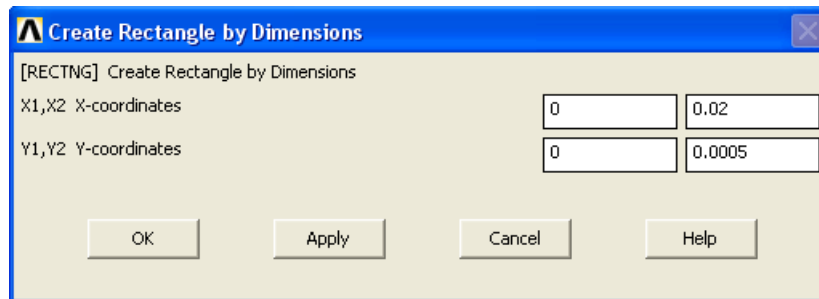 Create Rectangle by Dimensions
[RECTNG] Create Rectangle by Dimensions
X1,X2 X-coordinates 0 0.02
Y1,Y2 Y-coordinates 0 0.0005
OK Apply Cancel Help